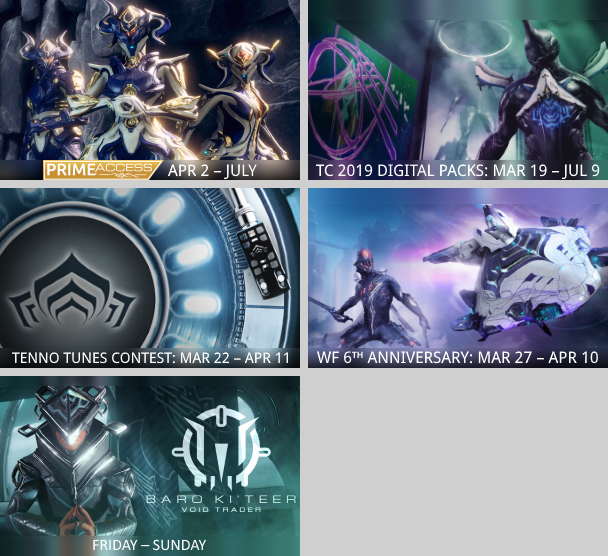 PRIME ACCESS APR 2 – JULY
TC 2019 DIGITAL PACKS: MAR 19 – JUL 9
TENNO TUNES CONTEST: MAR 22 – APR 11
WF 6TH ANNIVERSARY: MAR 27 – APR 10
BARO KI'TEER
VOID TRADER
FRIDAY – SUNDAY